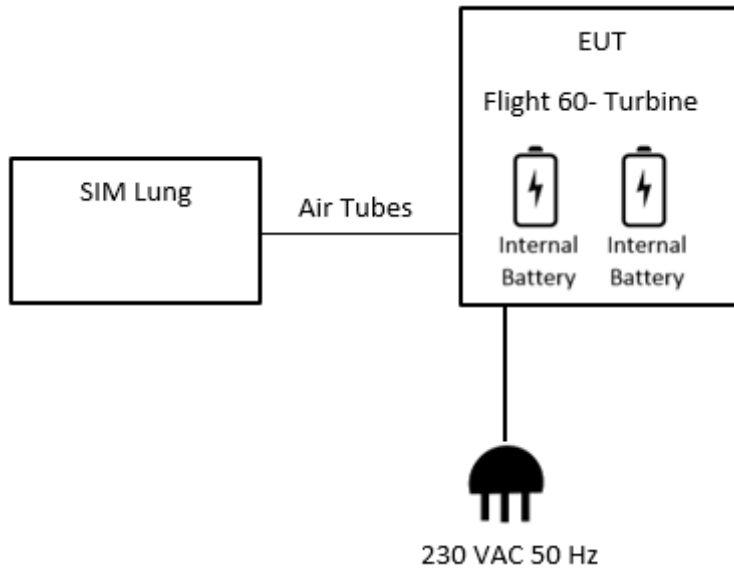 EUT
Flight 60- Turbine
SIM Lung
Air Tubes
Internal Battery
Internal Battery
230 VAC 50 Hz